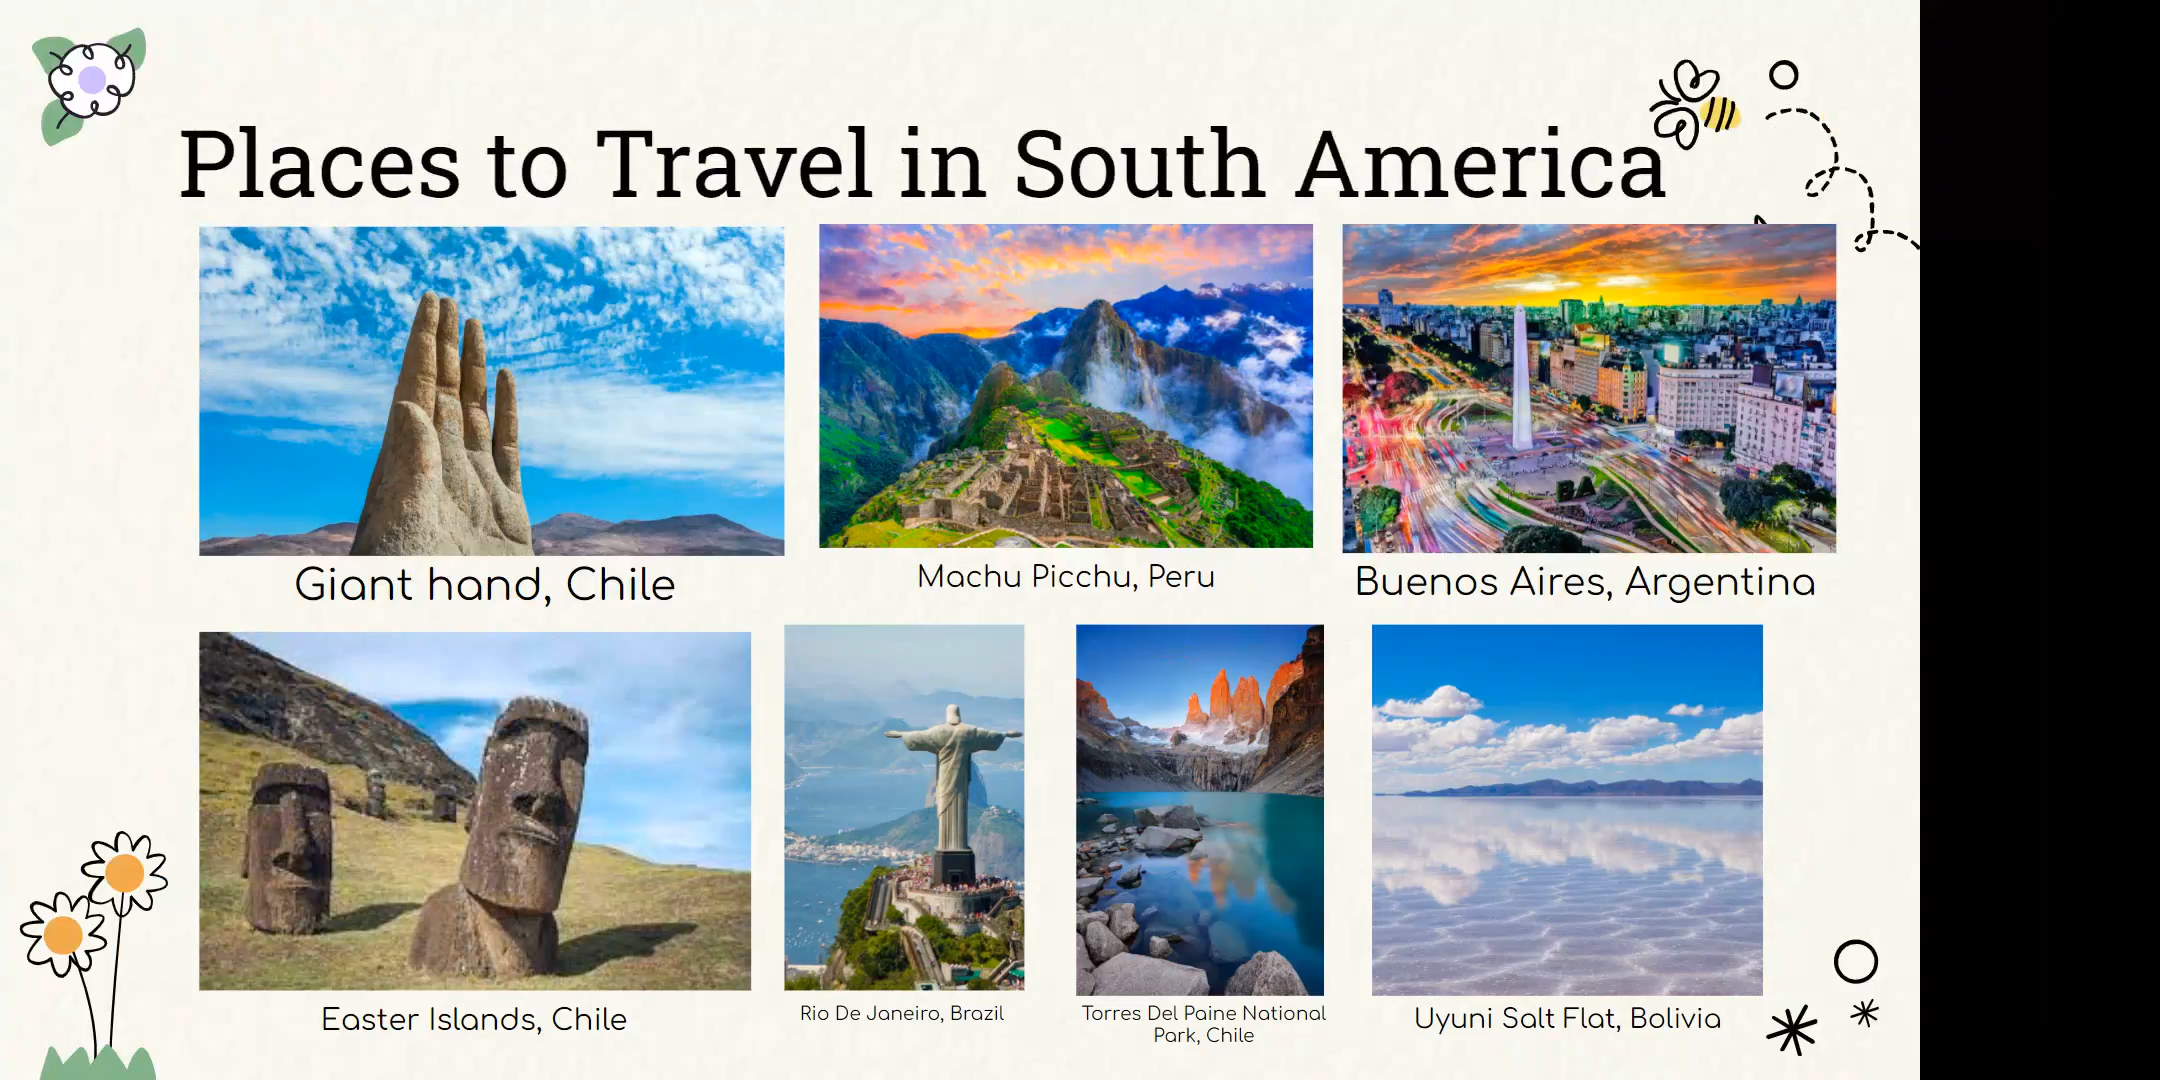 Places to Travel in South America
Giant hand, Chile
Machu Picchu, Peru
Buenos Aires, Argentina
BA
Easter Islands, Chile
Rio De Janeiro, Brazil
Torres Del Paine National
Park, Chile
Uyuni Salt Flat, Bolivia